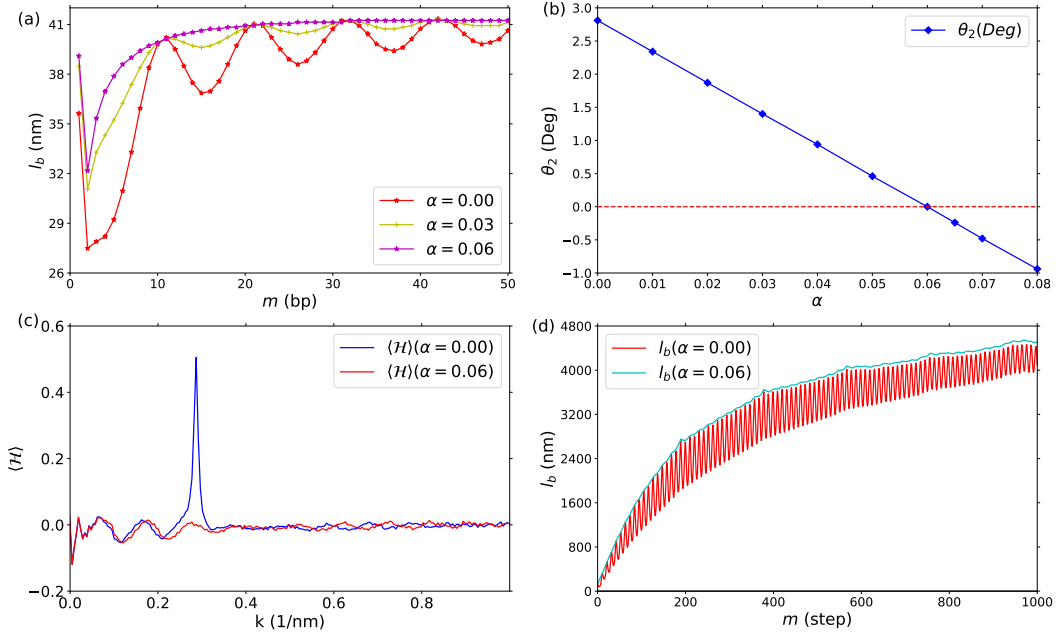 (a)
41
38
35
32
29
26
l_b (nm)
α = 0.00
α = 0.03
α = 0.06
0 10 20 30 40 50
m (bp)
(b)
3.0
2.5
2.0
1.5
1.0
0.5
0.0
−0.5
−1.0
θ_2 (Deg)
θ_2(Deg)
0.00 0.01 0.02 0.03 0.04 0.05 0.06 0.07 0.08
α
(c)
0.6
0.4
0.2
0.0
−0.2
⟨ℋ⟩
⟨ℋ⟩(α = 0.00)
⟨ℋ⟩(α = 0.06)
0.0 0.2 0.4 0.6 0.8
k (1/nm)
(d)
4800
4000
3200
2400
1600
800
0
l_b (nm)
l_b(α = 0.00)
l_b(α = 0.06)
0 200 400 600 800 1000
m (step)